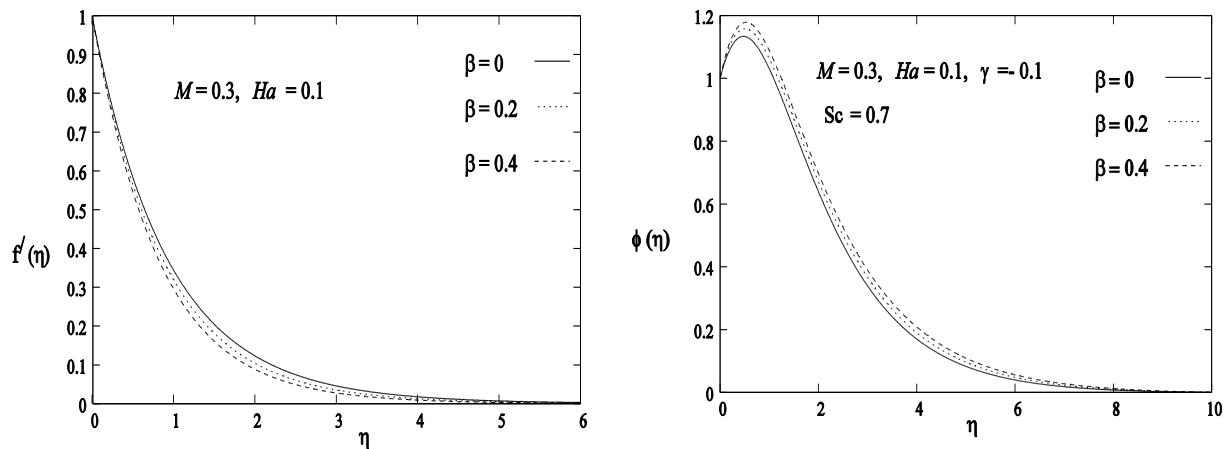 1
0.9
0.8
0.7
0.6
0.5
0.4
0.3
0.2
0.1
0
f′(η)
M = 0.3, Ha = 0.1
β = 0
β = 0.2
β = 0.4
0 1 2 3 4 5 6
η
1.2
1
0.8
0.6
0.4
0.2
0
ϕ(η)
M = 0.3, Ha = 0.1, γ =- 0.1
Sc = 0.7
β = 0
β = 0.2
β = 0.4
0 2 4 6 8 10
η